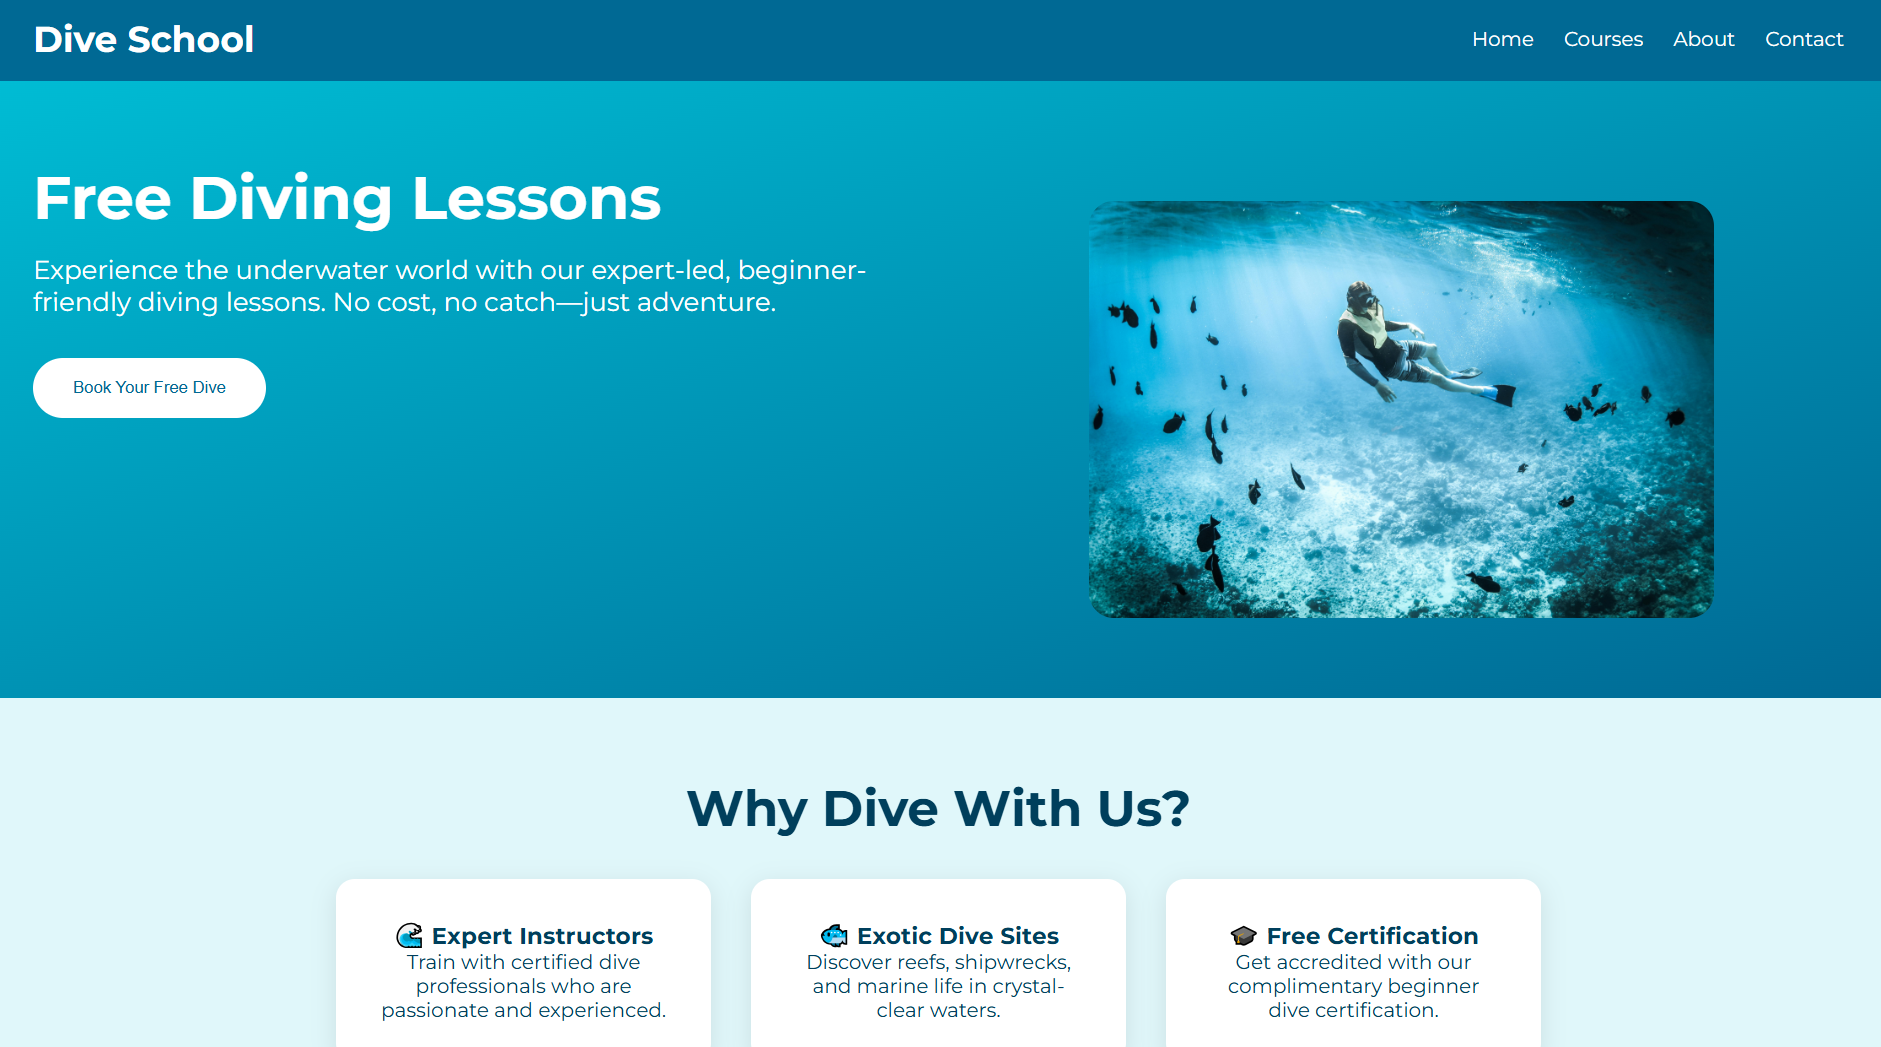 Dive School
Home Courses About Contact
Free Diving Lessons
Experience the underwater world with our expert-led, beginner-
friendly diving lessons. No cost, no catch—just adventure.
Book Your Free Dive
Why Dive With Us?
🌊 Expert Instructors
Train with certified dive
professionals who are
passionate and experienced.
🐟 Exotic Dive Sites
Discover reefs, shipwrecks,
and marine life in crystal-
clear waters.
🎓 Free Certification
Get accredited with our
complimentary beginner
dive certification.